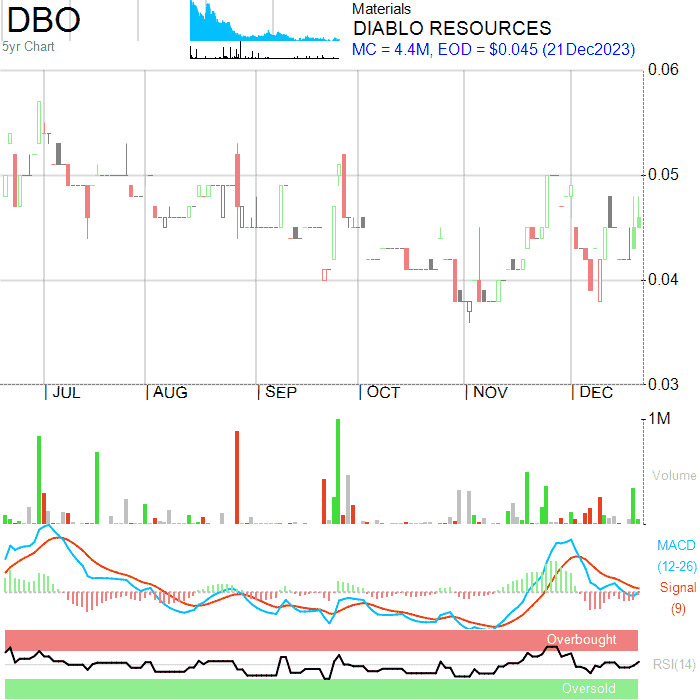 DBO
5yr Chart
Materials
DIABLO RESOURCES
MC = 4.4M, EOD = $0.045 (21Dec2023)
0.06
0.05
0.04
0.03
| JUL | AUG | SEP | OCT | NOV | DEC
1M
Volume
MACD
(12-26)
Signal
(9)
Overbought
RSI(14)
Oversold